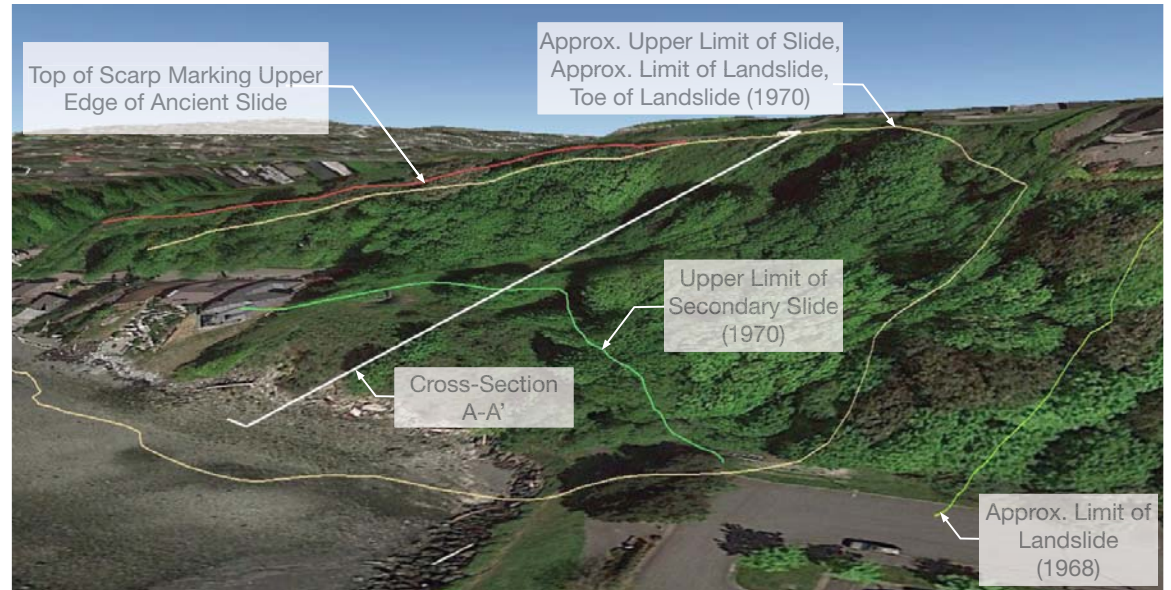 Top of Scarp Marking Upper
Edge of Ancient Slide
Approx. Upper Limit of Slide,
Approx. Limit of Landslide,
Toe of Landslide (1970)
Upper Limit of
Secondary Slide
(1970)
Cross-Section
A-A'
Approx. Limit of
Landslide
(1968)